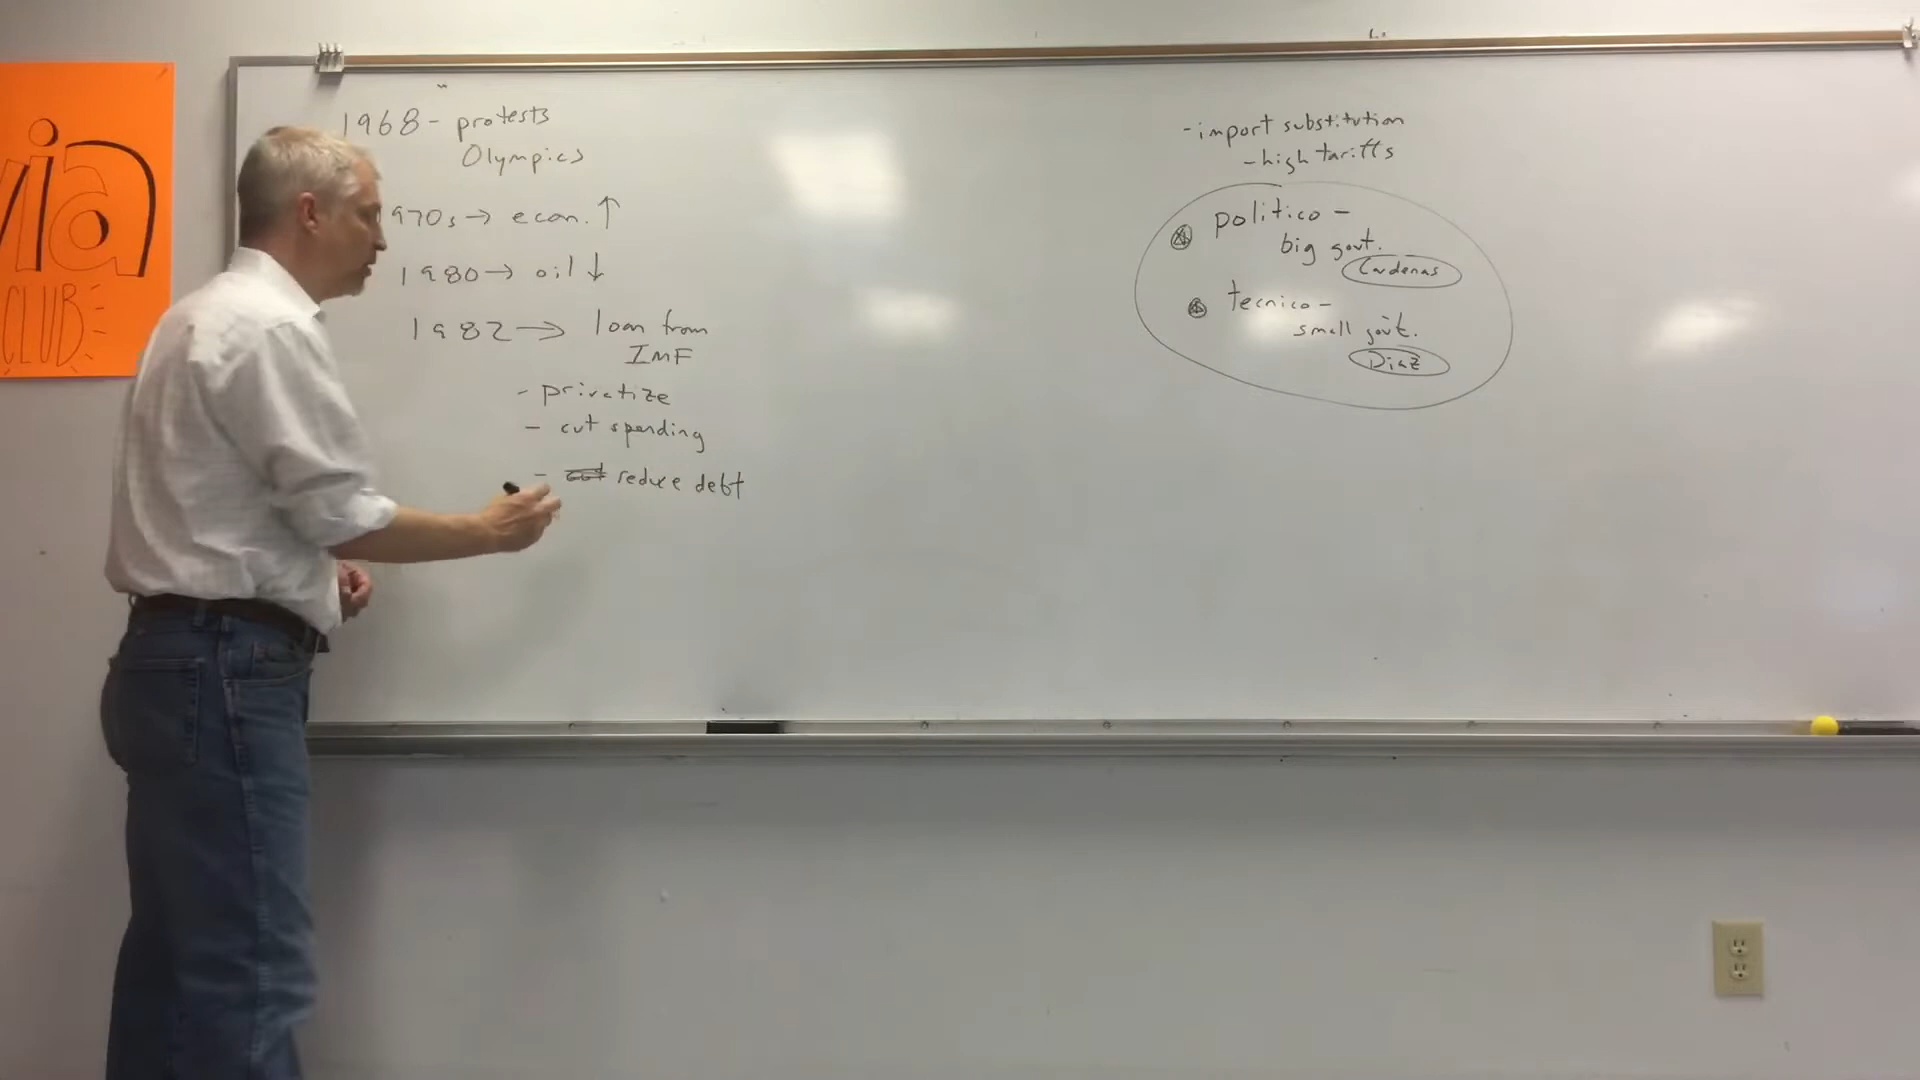 via
CLUB
1968 - protests
Olympics
970s → econ. ↑
1980 → oil ↓
1982 → loan from
IMF
- privatize
- cut spending
- reduce debt
- import substitution
- high tariffs
politico -
big govt.
Cardenas
tecnico -
small govt.
Diaz